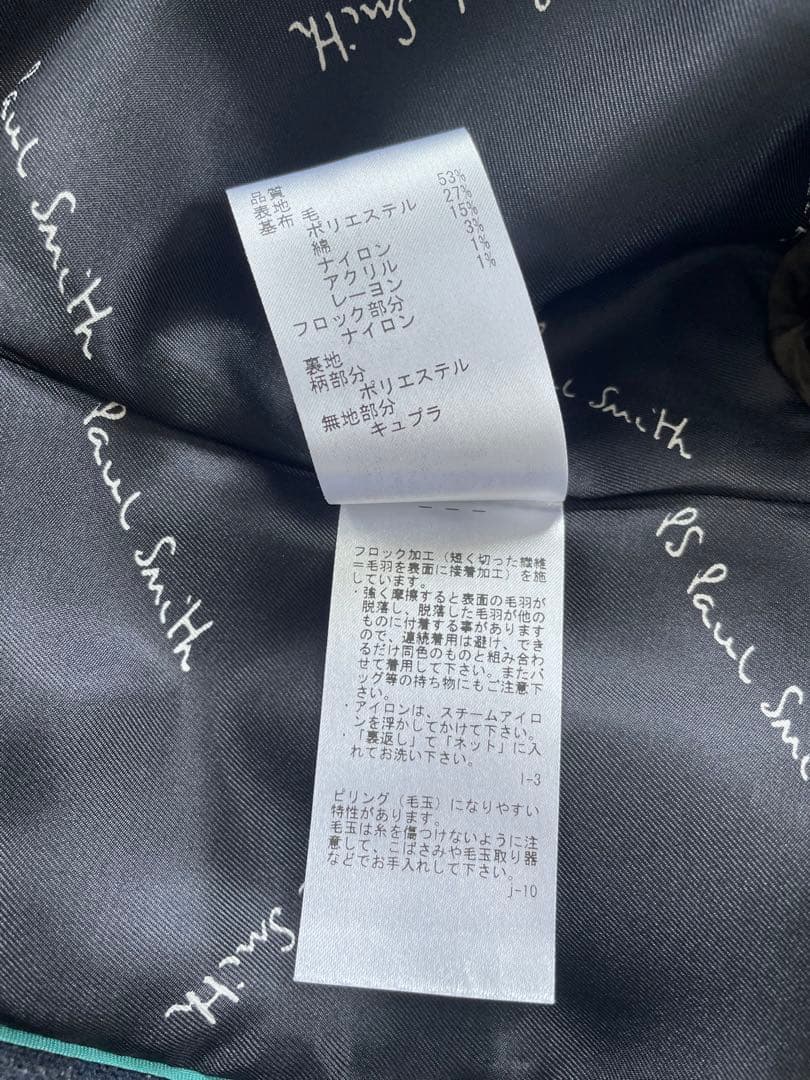 Smith
Paul Smith
品質
表地
基布 毛 53%
ポリエステル 27%
綿 15%
ナイロン 3%
アクリル 1%
レーヨン 1%
フロック部分
ナイロン
裏地
柄部分
ポリエステル
無地部分
キュプラ
Smith
Paul Smith
PS Paul Smi
フロック加工(短く切った繊維
=毛羽を表面に接着加工)を施
しています。
・強く摩擦すると表面の毛羽が
脱落し、脱落した毛羽が他の
ものに付着する事があります
ので、連続着用は避け、でき
るだけ同色のものと組み合わ
せて着用して下さい。またバ
ッグ等の持ち物にもご注意下
さい。
・アイロンは、スチームアイロ
ンを浮かしてかけて下さい。
・「裏返し」て「ネット」に入
れてお洗い下さい。
I-3
ピリング(毛玉)になりやすい
特性があります。
毛玉は糸を傷つけないように注
意して、こばさみや毛玉取り器
などでお手入れして下さい。
j-10
Smith